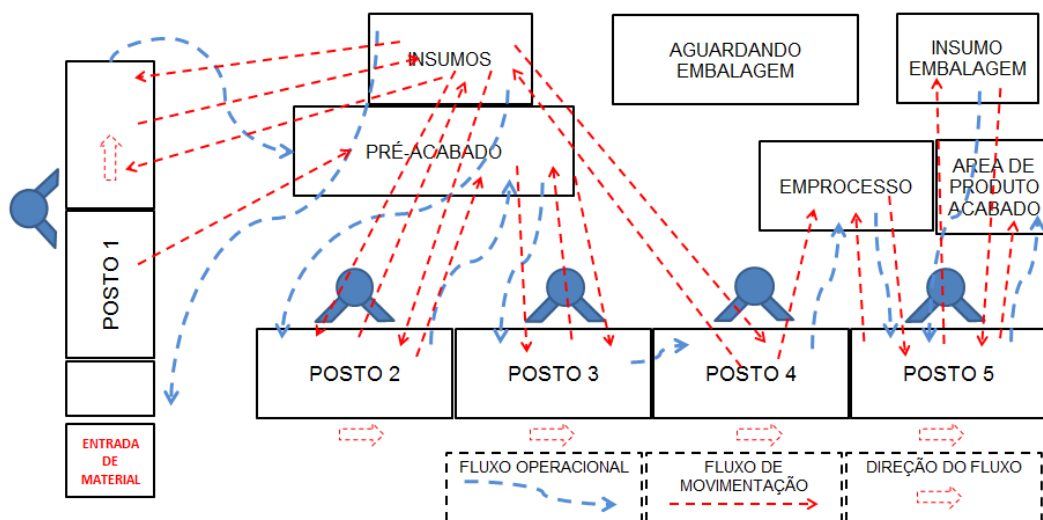 INSUMOS
AGUARDANDO
EMBALAGEM
INSUMO
EMBALAGEM
PRÉ-ACABADO
EMPROCESSO
AREA DE
PRODUTO
ACABADO
POSTO 1
POSTO 2
POSTO 3
POSTO 4
POSTO 5
ENTRADA
DE
MATERIAL
FLUXO OPERACIONAL
FLUXO DE
MOVIMENTAÇÃO
DIREÇÃO DO FLUXO